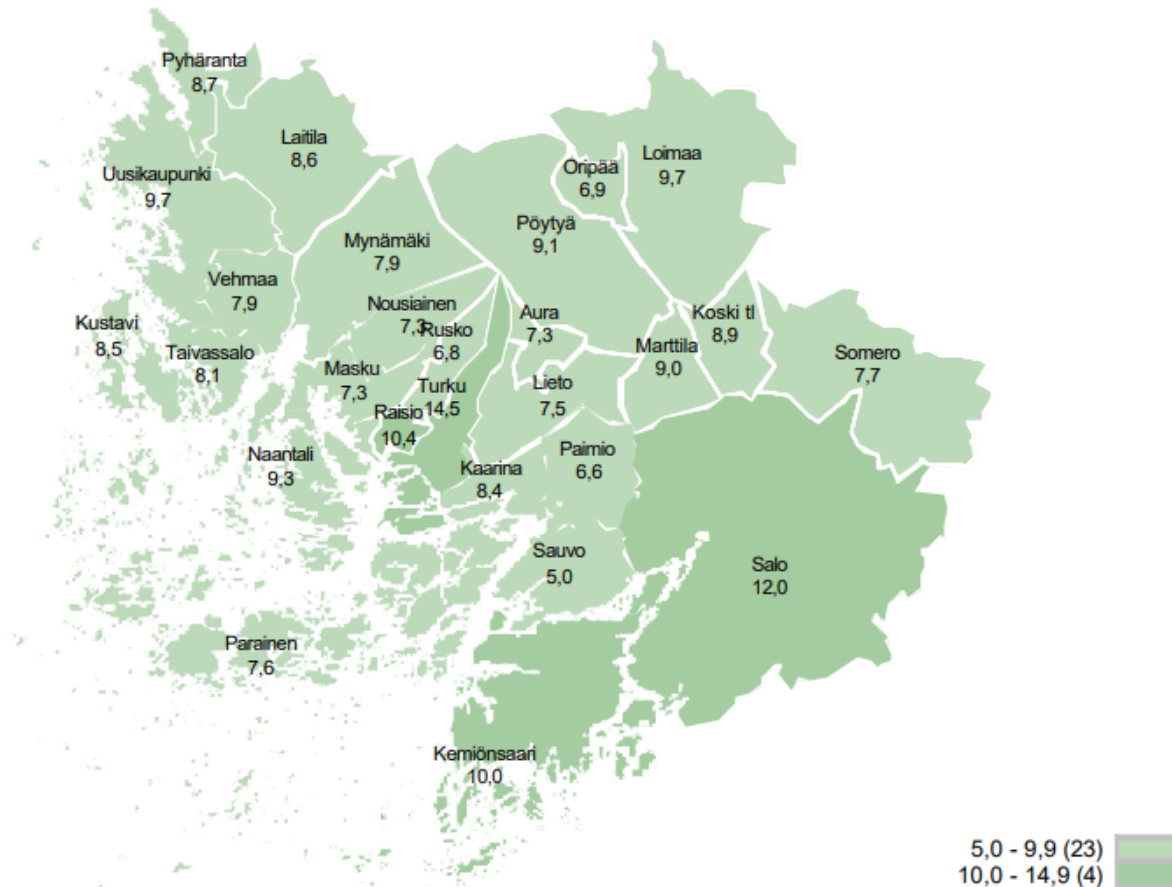 Pyhäranta
8,7
Laitila
8,6
Loimaa
9,7
Oripää
6,9
Uusikaupunki
9,7
Pöytyä
9,1
Mynämäki
7,9
Vehmaa
7,9
Nousiainen
7,3
Aura
7,3
Koski tl
8,9
Kustavi
8,5
Rusko
6,8
Taivassalo
8,1
Marttila
9,0
Somero
7,7
Masku
7,3
Turku
14,5
Lieto
7,5
Raisio
10,4
Naantali
9,3
Paimio
6,6
Kaarina
8,4
Sauvo
5,0
Salo
12,0
Parainen
7,6
Kemiönsaari
10,0
5,0 - 9,9 (23)
10,0 - 14,9 (4)